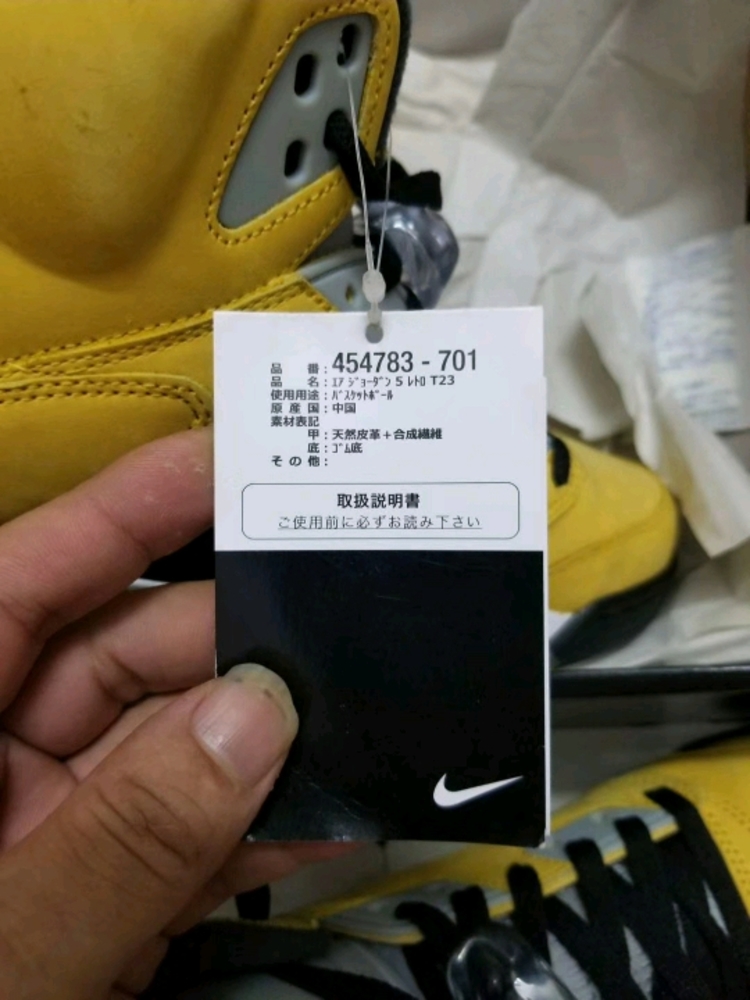 品番:454783-701
品名:ｴｱ ｼﾞｮｰﾀﾞﾝ 5 ﾚﾄﾛ T23
使用用途:ﾊﾞｽｹｯﾄﾎﾞｰﾙ
原産国:中国
素材表記
甲:天然皮革+合成繊維
底:ｺﾞﾑ底
その他:
取扱説明書
ご使用前に必ずお読み下さい